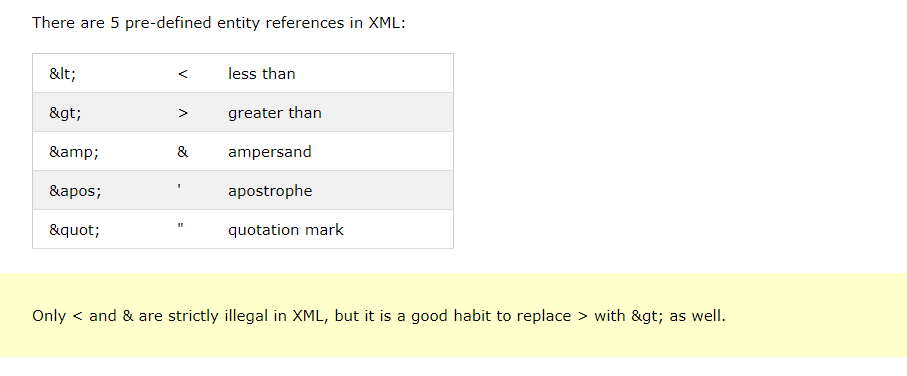 There are 5 pre-defined entity references in XML:
&lt; < less than
&gt; > greater than
&amp; & ampersand
&apos; ' apostrophe
&quot; " quotation mark
Only < and & are strictly illegal in XML, but it is a good habit to replace > with &gt; as well.